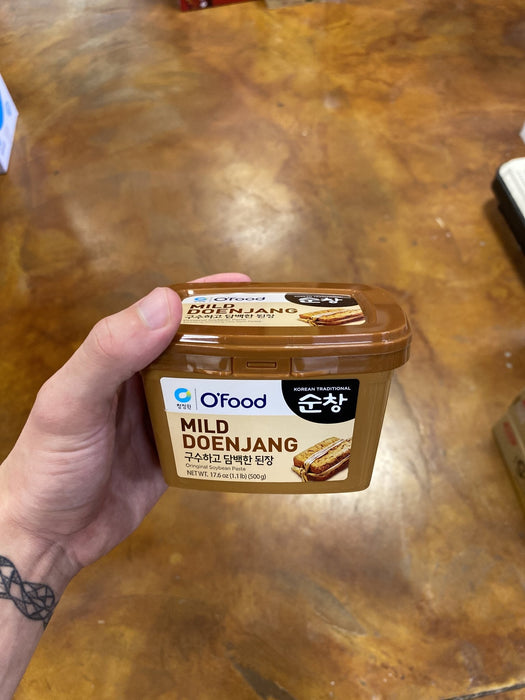 O'Food
순창
MILD
DOENJANG
구수하고 담백한 된장
청정원
O'Food
KOREAN TRADITIONAL
순창
MILD
DOENJANG
구수하고 담백한 된장
Oringinal Soybean Paste
NET WT. 17.6 oz (1.1 lb) (500g)